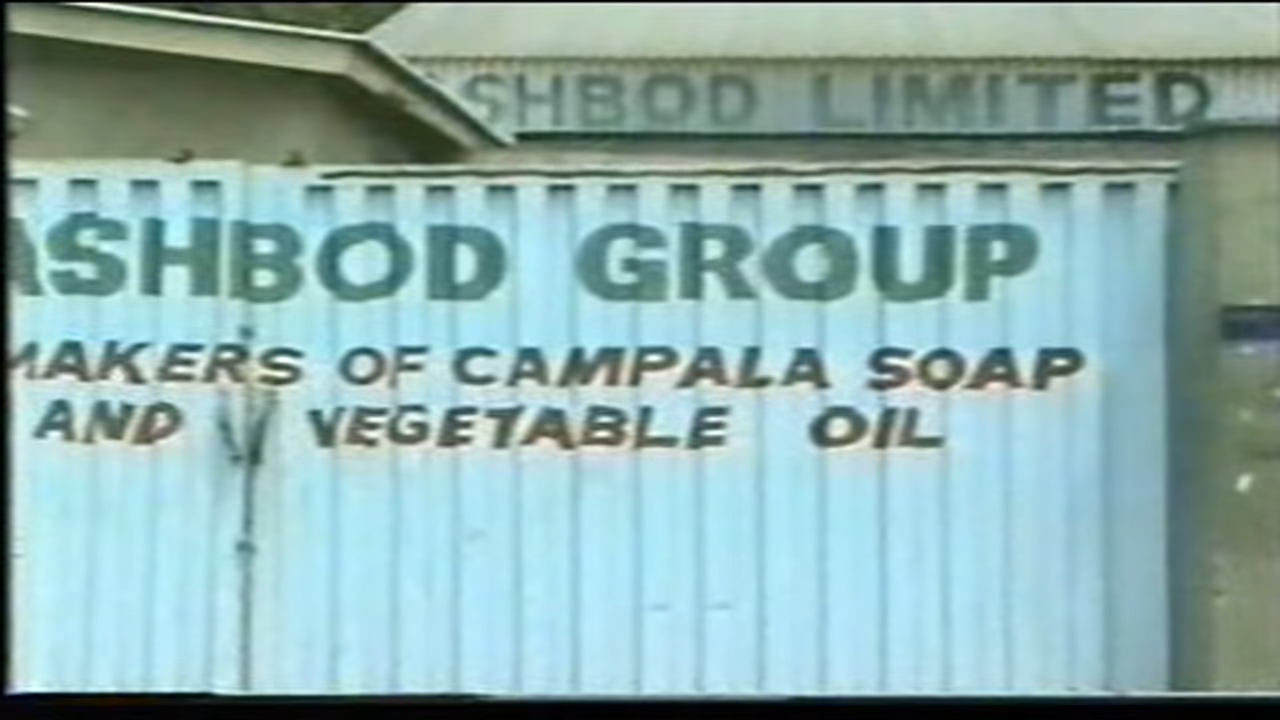 SHBOD LIMITED
ASHBOD GROUP
MAKERS OF CAMPALA SOAP
AND VEGETABLE OIL